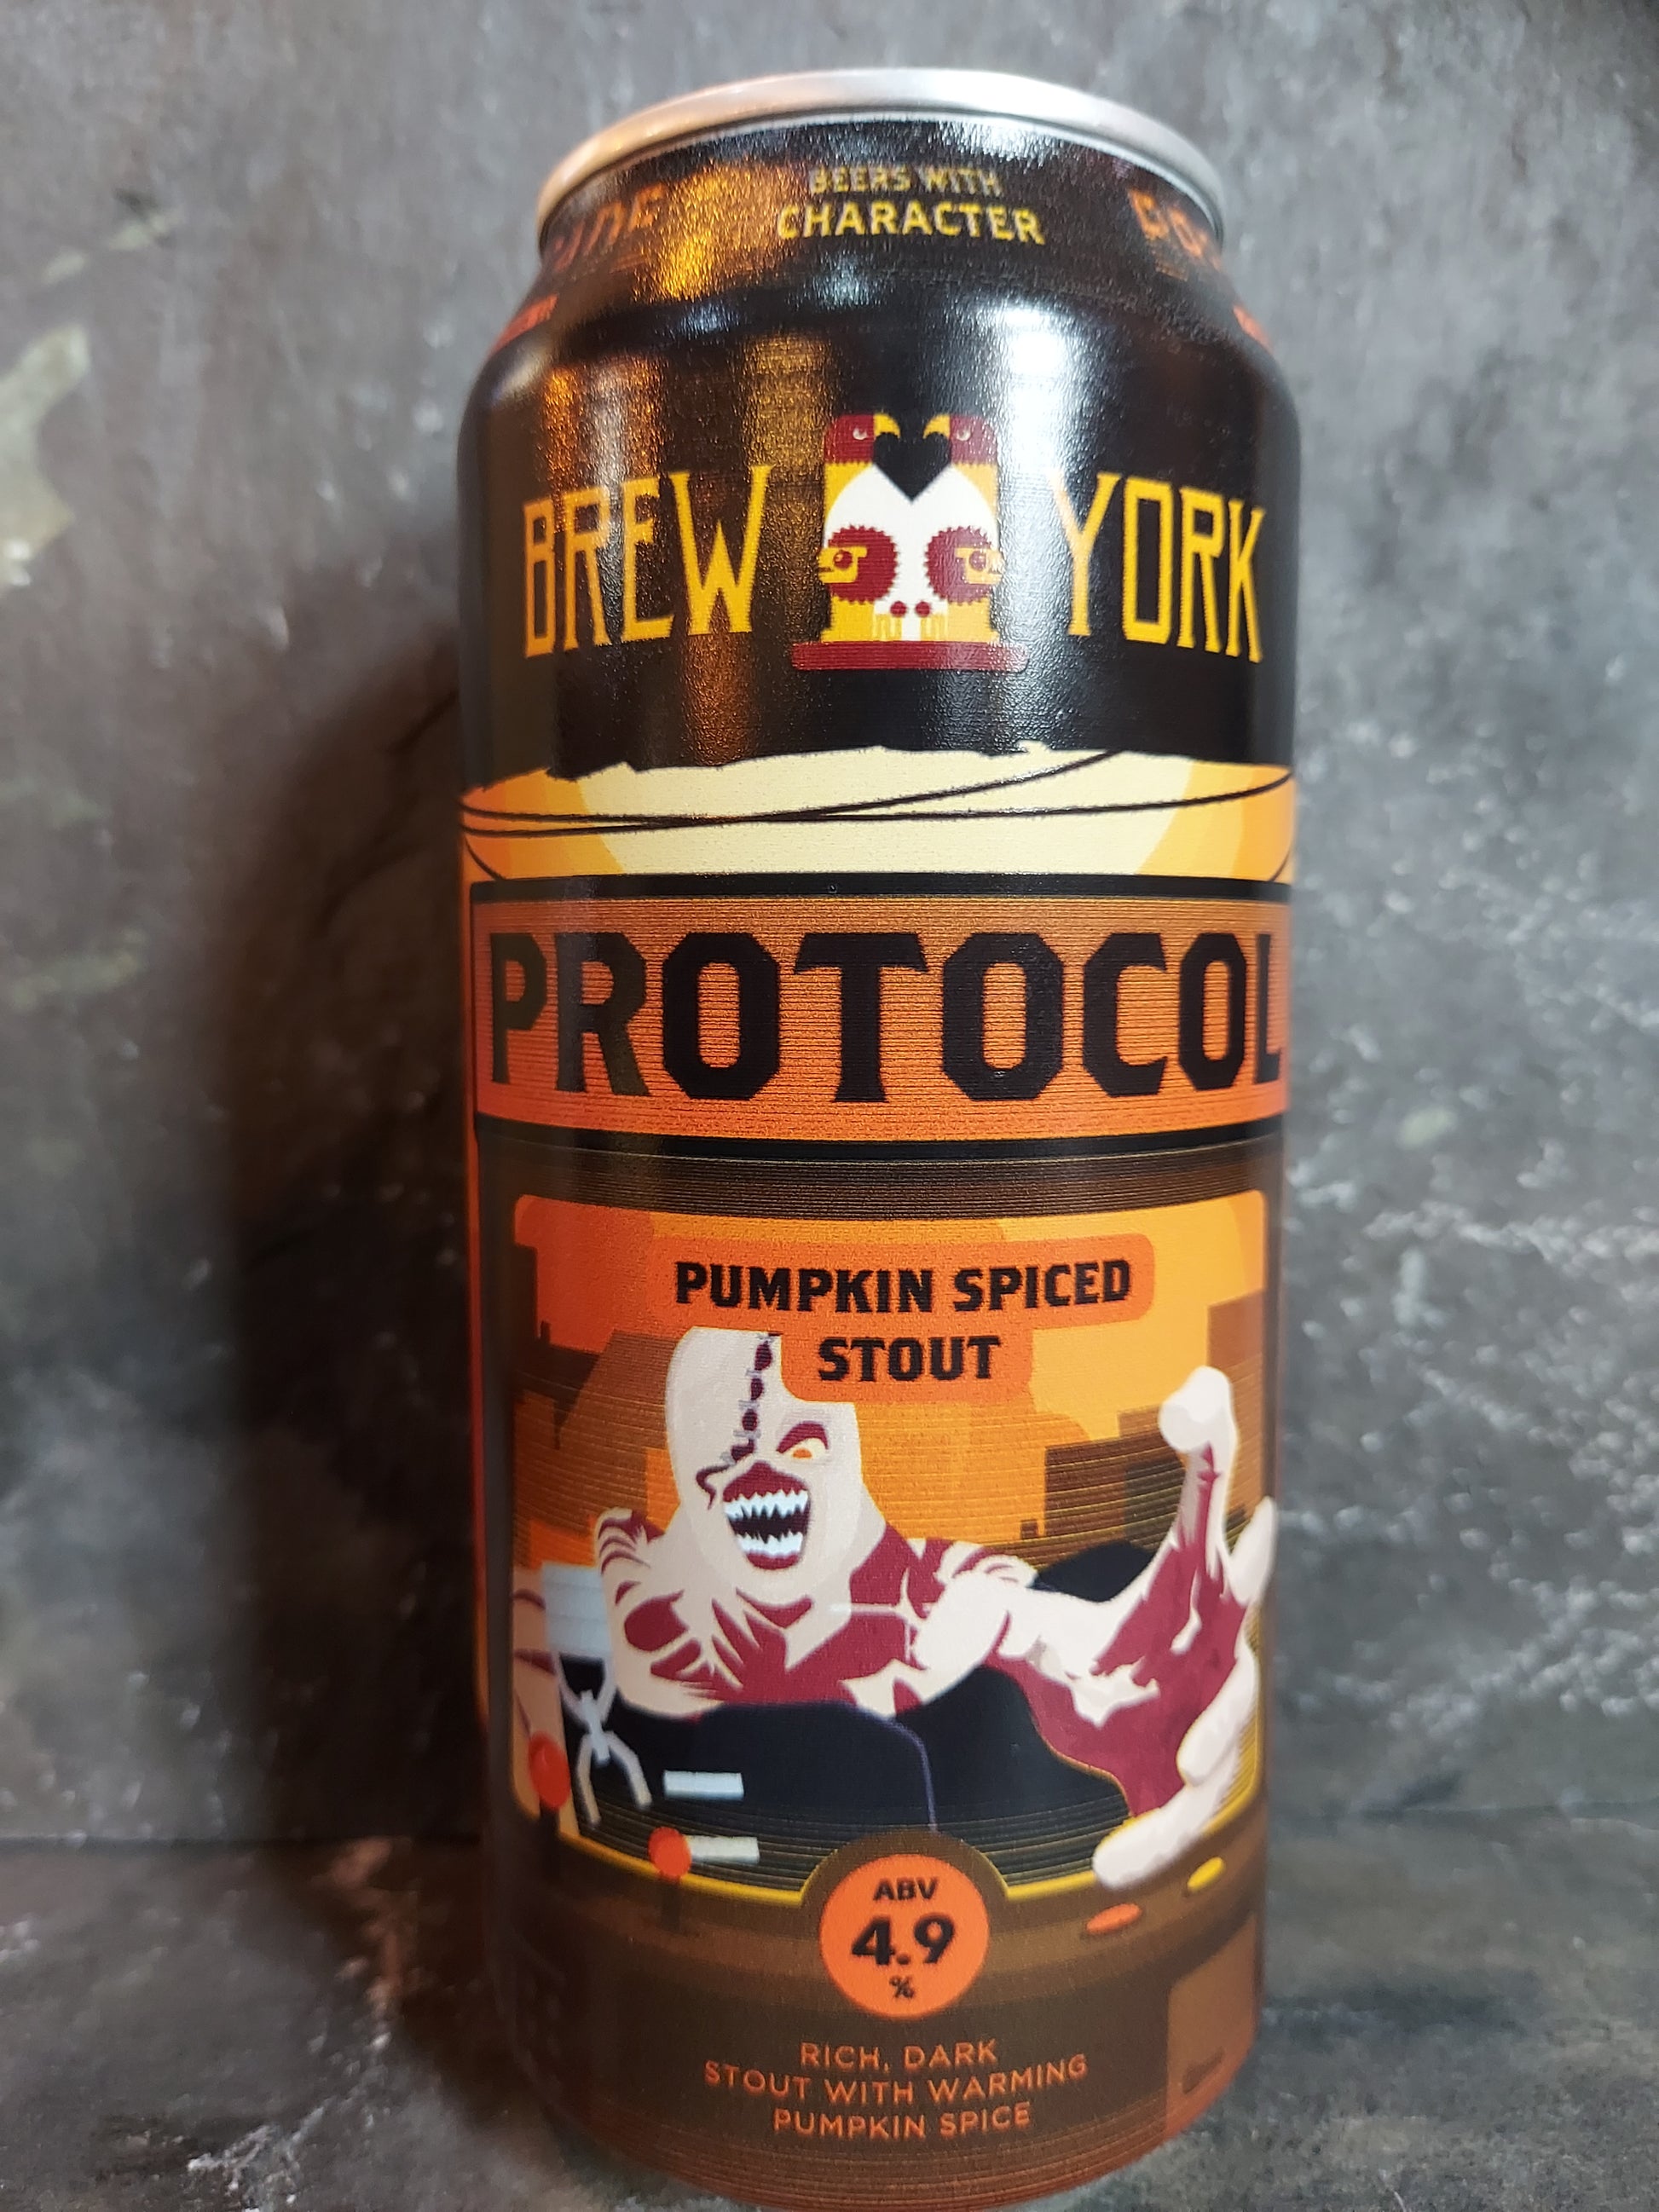 BEERS WITH
CHARACTER
BREW YORK
PROTOCOL
PUMPKIN SPICED
STOUT
ABV
4.9
%
RICH, DARK
STOUT WITH WARMING
PUMPKIN SPICE